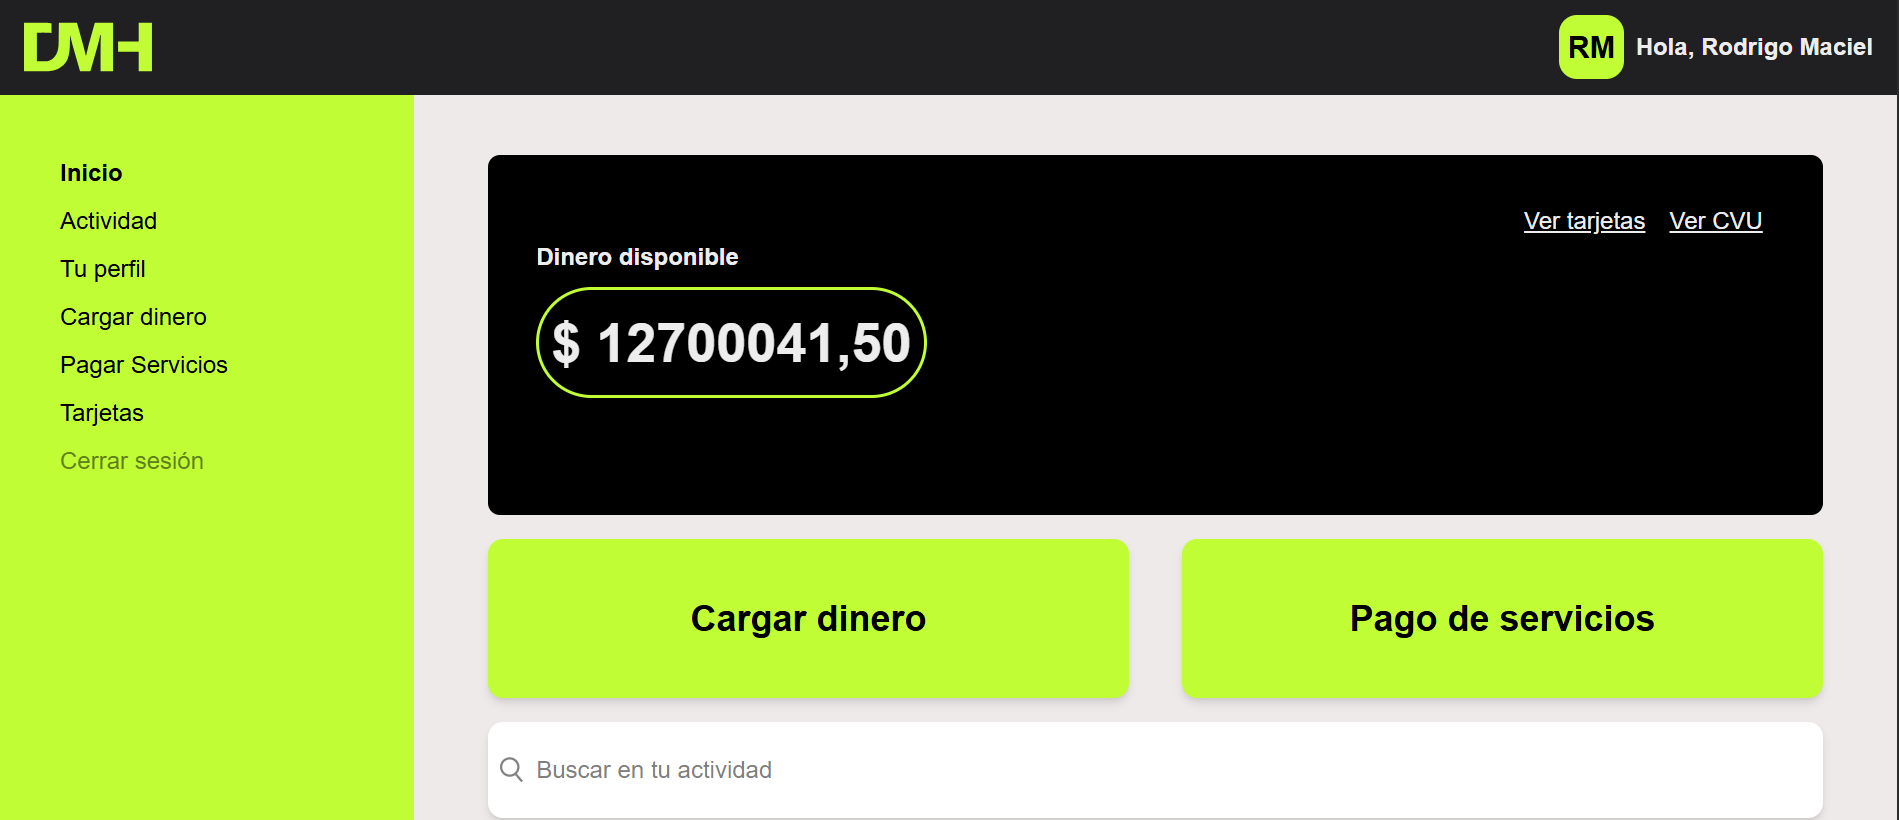 DMH
RM Hola, Rodrigo Maciel
Inicio
Actividad
Tu perfil
Cargar dinero
Pagar Servicios
Tarjetas
Cerrar sesión
Ver tarjetas Ver CVU
Dinero disponible
$ 12700041,50
Cargar dinero
Pago de servicios
Buscar en tu actividad